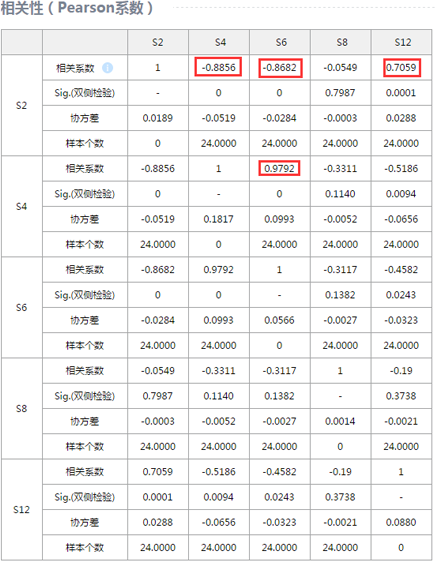 相关性（Pearson系数）
S2 S4 S6 S8 S12
S2 相关系数 i 1 -0.8856 -0.8682 -0.0549 0.7059
Sig.(双侧检验) - 0 0 0.7987 0.0001
协方差 0.0189 -0.0519 -0.0284 -0.0003 0.0288
样本个数 0 24.0000 24.0000 24.0000 24.0000
S4 相关系数 -0.8856 1 0.9792 -0.3311 -0.5186
Sig.(双侧检验) 0 - 0 0.1140 0.0094
协方差 -0.0519 0.1817 0.0993 -0.0052 -0.0656
样本个数 24.0000 0 24.0000 24.0000 24.0000
S6 相关系数 -0.8682 0.9792 1 -0.3117 -0.4582
Sig.(双侧检验) 0 0 - 0.1382 0.0243
协方差 -0.0284 0.0993 0.0566 -0.0027 -0.0323
样本个数 24.0000 24.0000 0 24.0000 24.0000
S8 相关系数 -0.0549 -0.3311 -0.3117 1 -0.19
Sig.(双侧检验) 0.7987 0.1140 0.1382 - 0.3738
协方差 -0.0003 -0.0052 -0.0027 0.0014 -0.0021
样本个数 24.0000 24.0000 24.0000 0 24.0000
S12 相关系数 0.7059 -0.5186 -0.4582 -0.19 1
Sig.(双侧检验) 0.0001 0.0094 0.0243 0.3738 -
协方差 0.0288 -0.0656 -0.0323 -0.0021 0.0880
样本个数 24.0000 24.0000 24.0000 24.0000 0